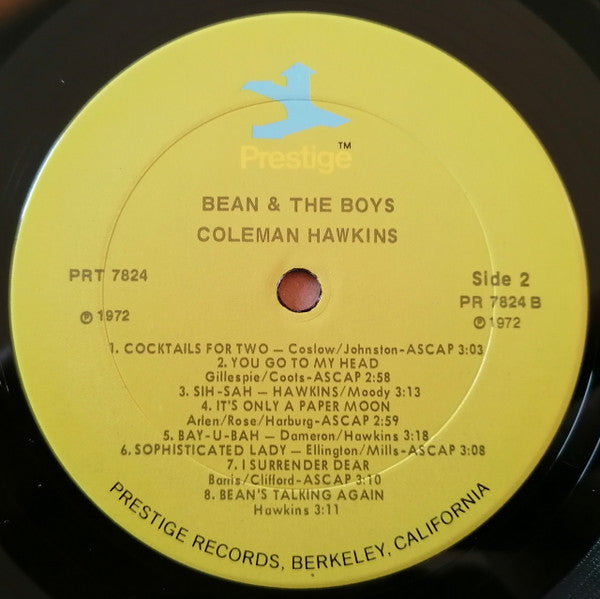 Prestige™
BEAN & THE BOYS
COLEMAN HAWKINS
PRT 7824
Side 2
PR 7824 B
℗ 1972
℗ 1972
1. COCKTAILS FOR TWO — Coslow/Johnston-ASCAP 3:03
2. YOU GO TO MY HEAD
Gillespie/Coots-ASCAP 2:58
3. SIH-SAH — HAWKINS/Moody 3:13
4. IT'S ONLY A PAPER MOON
Arlen/Rose/Harburg-ASCAP 2:59
5. BAY-U-BAH — Dameron/Hawkins 3:18
6. SOPHISTICATED LADY — Ellington/Mills-ASCAP 3:08
7. I SURRENDER DEAR
Barris/Clifford-ASCAP 3:10
8. BEAN'S TALKING AGAIN
Hawkins 3:11
PRESTIGE RECORDS, BERKELEY, CALIFORNIA